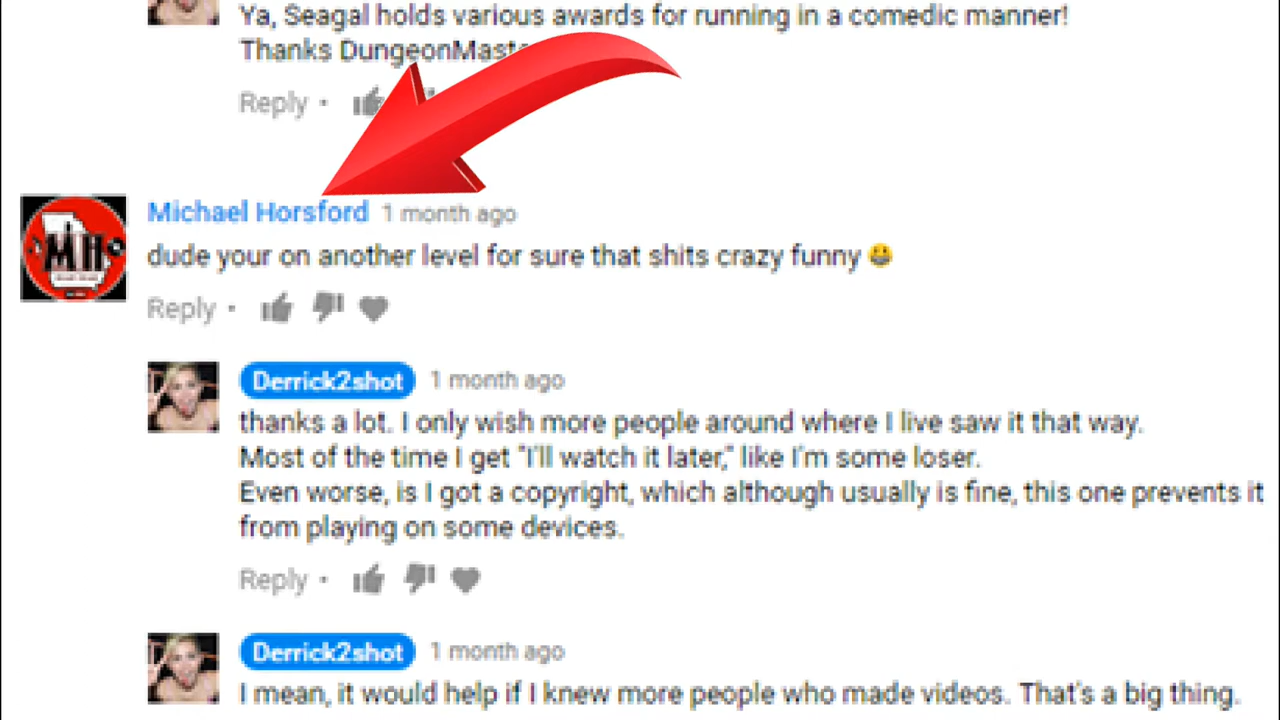 Ya, Seagal holds various awards for running in a comedic manner!
Thanks
Reply •
Michael Horsford 1 month ago
MH
dude your on another level for sure that shits crazy funny 😃
Reply •
Derrick2shot 1 month ago
thanks a lot. I only wish more people around where I live saw it that way.
Most of the time I get "I'll watch it later," like I'm some loser.
Even worse, is I got a copyright, which although usually is fine, this one prevents it
from playing on some devices.
Reply •
Derrick2shot 1 month ago
I mean, it would help if I knew more people who made videos. That's a big thing.